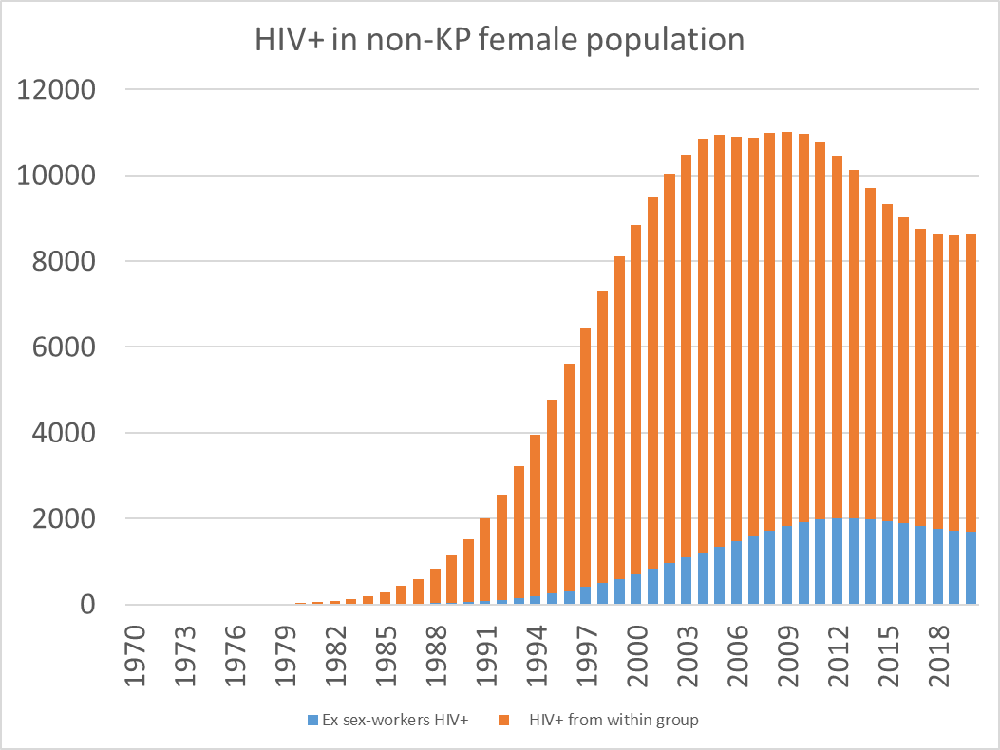 HIV+ in non-KP female population
12000
10000
8000
6000
4000
2000
0
1970 1973 1976 1979 1982 1985 1988 1991 1994 1997 2000 2003 2006 2009 2012 2015 2018
Ex sex-workers HIV+ HIV+ from within group